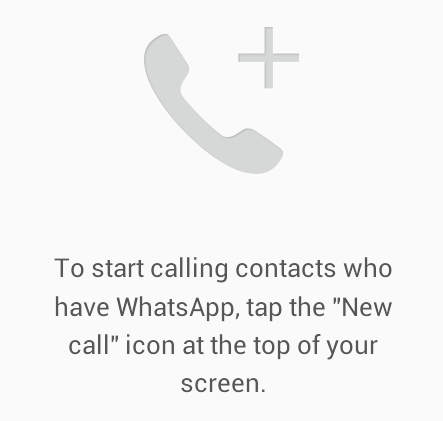 To start calling contacts who
have WhatsApp, tap the "New
call" icon at the top of your
screen.